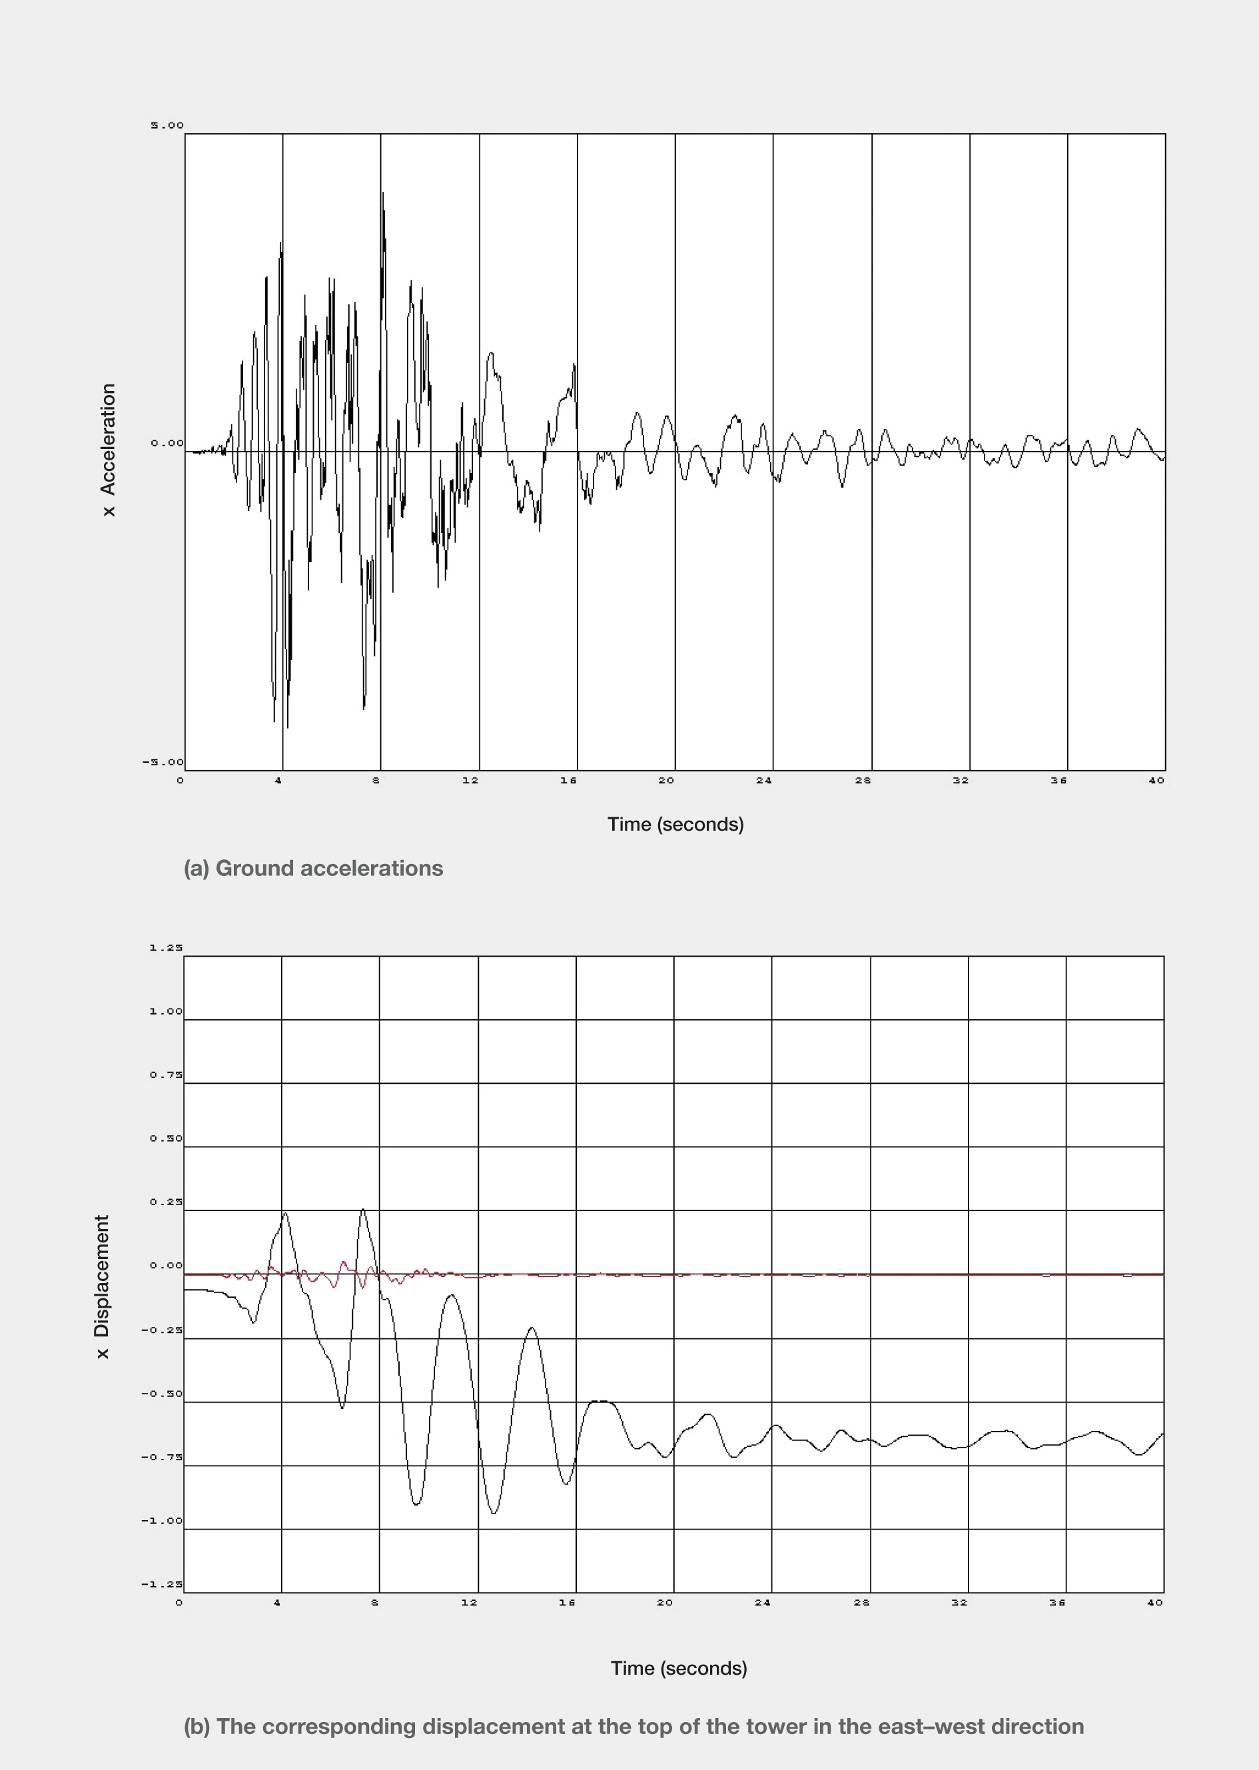 5.00
0.00
-5.00
x Acceleration
0 4 8 12 16 20 24 28 32 36 40
Time (seconds)
(a) Ground accelerations
1.25
1.00
0.75
0.50
0.25
0.00
-0.25
-0.50
-0.75
-1.00
-1.25
x Displacement
0 4 8 12 16 20 24 28 32 36 40
Time (seconds)
(b) The corresponding displacement at the top of the tower in the east–west direction